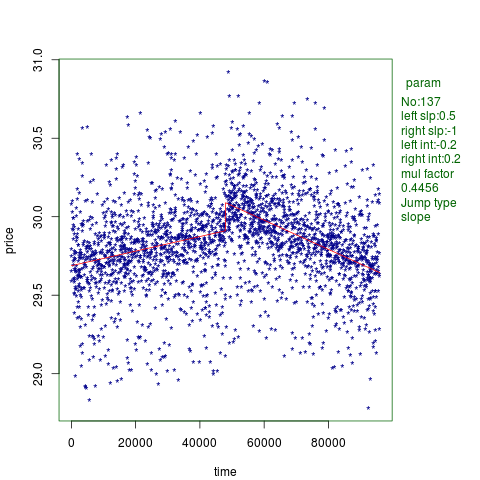 31.0
30.5
30.0
29.5
29.0
price
0
20000
40000
60000
80000
time
param
No:137
left slp:0.5
right slp:-1
left int:-0.2
right int:0.2
mul factor
0.4456
Jump type
slope